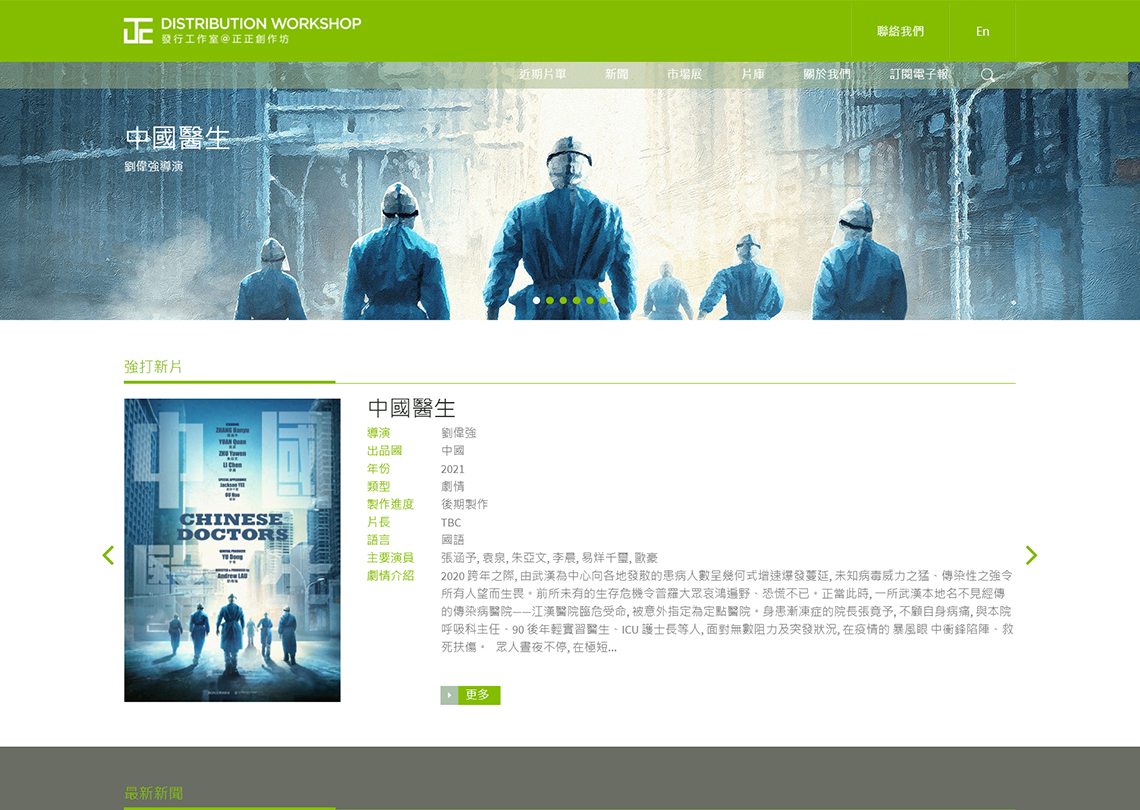 DISTRIBUTION WORKSHOP
發行工作室@正正創作坊
聯絡我們
En
近期片單
新聞
市場展
片庫
關於我們
訂閱電子報
中國醫生
劉偉強導演
強打新片
中國
ZHANG Hanyu
YUAN Quan
ZHU Yawen
LI Chen
Jackson YEE
OU Hao
CHINESE
DOCTORS
YU Dong
Andrew LAU
中國醫生
導演 劉偉強
出品國 中國
年份 2021
類型 劇情
製作進度 後期製作
片長 TBC
語言 國語
主要演員 張涵予, 袁泉, 朱亞文, 李晨, 易烊千璽, 歐豪
劇情介紹 2020 跨年之際, 由武漢為中心向各地發散的患病人數呈幾何式增速爆發蔓延, 未知病毒威力之猛、傳染性之強令
所有人望而生畏。前所未有的生存危機令普羅大眾哀鴻遍野、恐慌不已。正當此時, 一所武漢本地名不見經傳
的傳染病醫院——江漢醫院臨危受命, 被意外指定為定點醫院。身患漸凍症的院長張竟予, 不顧自身病痛, 與本院
呼吸科主任、90 後年輕實習醫生、ICU 護士長等人, 面對無數阻力及突發狀況, 在疫情的 暴風眼 中衝鋒陷陣、救
死扶傷。 眾人晝夜不停, 在極短...
更多
最新新聞